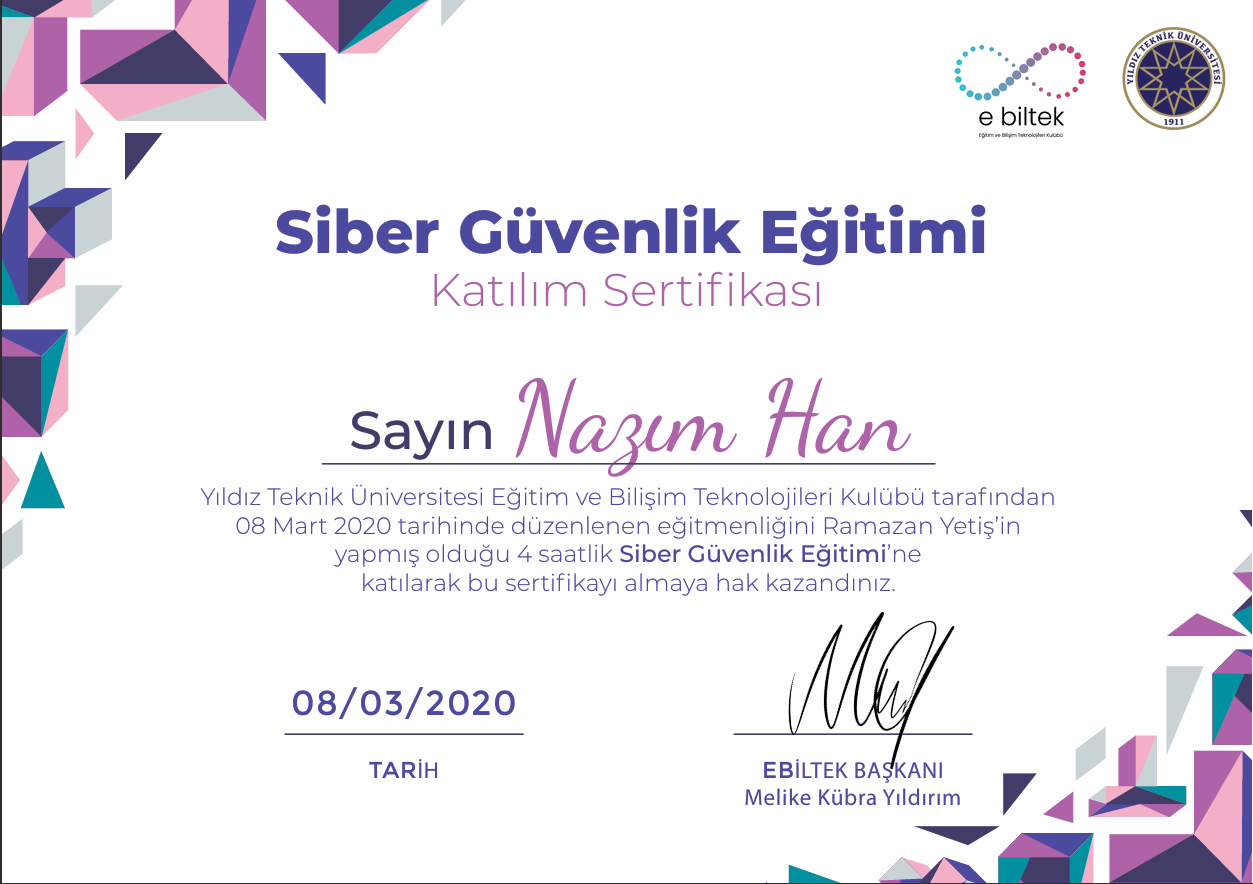 e biltek
Eğitim ve Bilişim Teknolojileri Kulübü
YILDIZ TEKNİK ÜNİVERSİTESİ
1911
Siber Güvenlik Eğitimi
Katılım Sertifikası
Sayın Nazım Han
Yıldız Teknik Üniversitesi Eğitim ve Bilişim Teknolojileri Kulübü tarafından
08 Mart 2020 tarihinde düzenlenen eğitmenliğini Ramazan Yetiş’in
yapmış olduğu 4 saatlik Siber Güvenlik Eğitimi’ne
katılarak bu sertifikayı almaya hak kazandınız.
08/03/2020
TARİH
EBİLTEK BAŞKANI
Melike Kübra Yıldırım